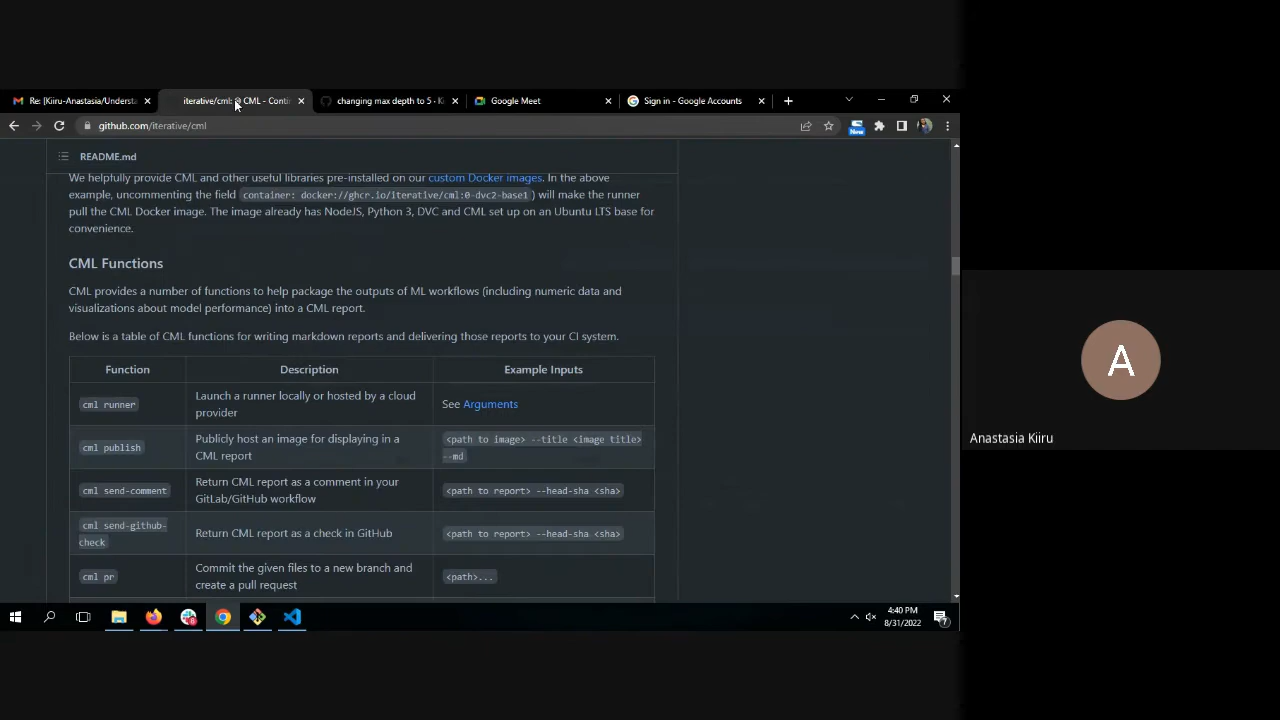 Re: [Kiiru-Anastasia/Understa
iterative/cml: CML - Conti
changing max depth to 5 · Ki
Google Meet
Sign in - Google Accounts
github.com/iterative/cml
New
README.md
We helpfully provide CML and other useful libraries pre-installed on our custom Docker images. In the above
example, uncommenting the field container: docker://ghcr.io/iterative/cml:0-dvc2-base1) will make the runner
pull the CML Docker image. The image already has NodeJS, Python 3, DVC and CML set up on an Ubuntu LTS base for
convenience.
CML Functions
CML provides a number of functions to help package the outputs of ML workflows (including numeric data and
visualizations about model performance) into a CML report.
Below is a table of CML functions for writing markdown reports and delivering those reports to your CI system.
Function Description Example Inputs
cml runner
Launch a runner locally or hosted by a cloud
provider
See Arguments
cml publish
Publicly host an image for displaying in a
CML report
<path to image> --title <image title>
--md
cml send-comment
Return CML report as a comment in your
GitLab/GitHub workflow
<path to report> --head-sha <sha>
cml send-github-
check
Return CML report as a check in GitHub
<path to report> --head-sha <sha>
cml pr
Commit the given files to a new branch and
create a pull request
<path>...
4:40 PM
8/31/2022
A
Anastasia Kiiru